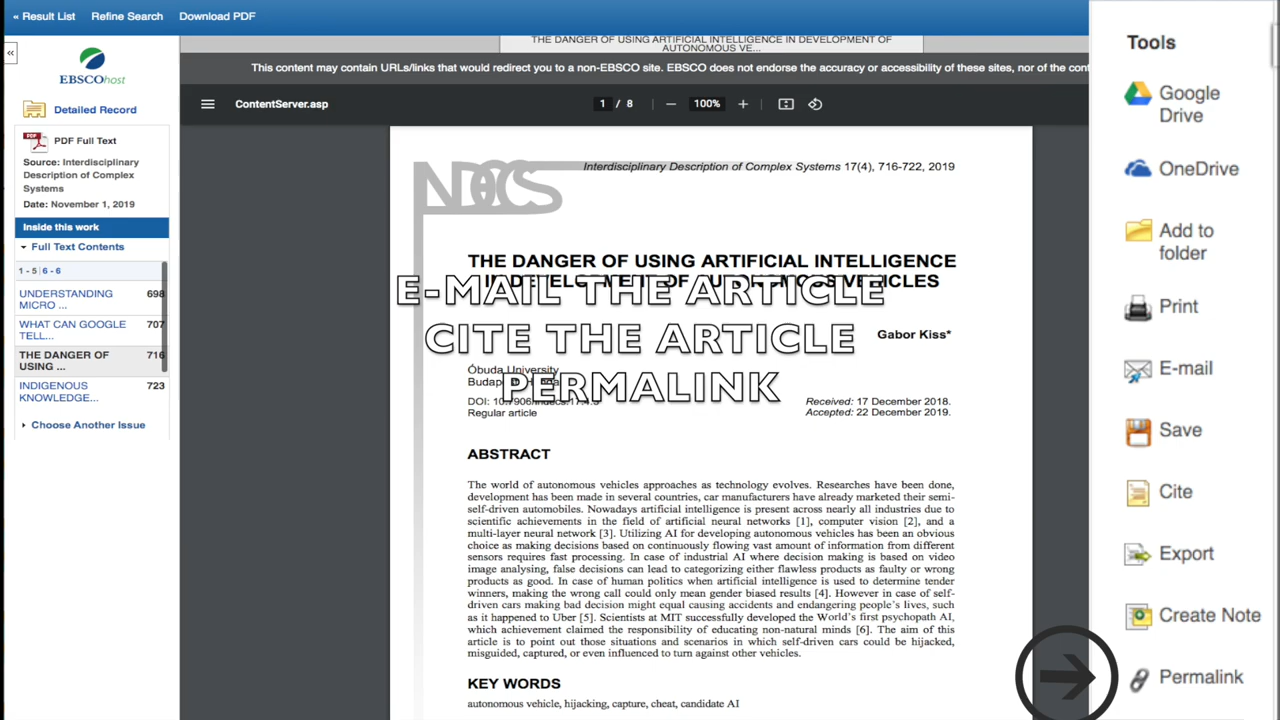 « Result List Refine Search Download PDF
«
EBSCOhost
Detailed Record
PDF Full Text
Source: Interdisciplinary
Description of Complex
Systems
Date: November 1, 2019
Inside this work
Full Text Contents
1 - 5 | 6 - 6
UNDERSTANDING
MICRO ...
698
WHAT CAN GOOGLE
TELL...
707
THE DANGER OF
USING ...
716
INDIGENOUS
KNOWLEDGE...
723
Choose Another Issue
THE DANGER OF USING ARTIFICIAL INTELLIGENCE IN DEVELOPMENT OF
AUTONOMOUS VE...
This content may contain URLs/links that would redirect you to a non-EBSCO site. EBSCO does not endorse the accuracy or accessibility of these sites, nor of the cont
ContentServer.asp 1 / 8 100%
INDECS
Interdisciplinary Description of Complex Systems 17(4), 716-722, 2019
THE DANGER OF USING ARTIFICIAL INTELLIGENCE
IN DEVELOPMENT OF AUTONOMOUS VEHICLES
E-MAIL THE ARTICLE
CITE THE ARTICLE
PERMALINK
Gabor Kiss*
Óbuda University
DOI:
Regular article
Received: 17 December 2018.
Accepted: 22 December 2019.
ABSTRACT
The world of autonomous vehicles approaches as technology evolves. Researches have been done,
development has been made in several countries, car manufacturers have already marketed their semi-
self-driven automobiles. Nowadays artificial intelligence is present across nearly all industries due to
scientific achievements in the field of artificial neural networks [1], computer vision [2], and a
multi-layer neural network [3]. Utilizing AI for developing autonomous vehicles has been an obvious
choice as making decisions based on continuously flowing vast amount of information from different
sensors requires fast processing. In case of industrial AI where decision making is based on video
image analysing, false decisions can lead to categorizing either flawless products as faulty or wrong
products as good. In case of human politics when artificial intelligence is used to determine tender
winners, making the wrong call could only mean gender biased results [4]. However in case of self-
driven cars making bad decision might equal causing accidents and endangering people's lives, such
as it happened to Uber [5]. Scientists at MIT successfully developed the World's first psychopath AI,
which achievement claimed the responsibility of educating non-natural minds [6]. The aim of this
article is to point out those situations and scenarios in which self-driven cars could be hijacked,
misguided, captured, or even influenced to turn against other vehicles.
KEY WORDS
autonomous vehicle, hijacking, capture, cheat, candidate AI
Tools
Google
Drive
OneDrive
Add to
folder
Print
E-mail
Save
Cite
Export
Create Note
Permalink